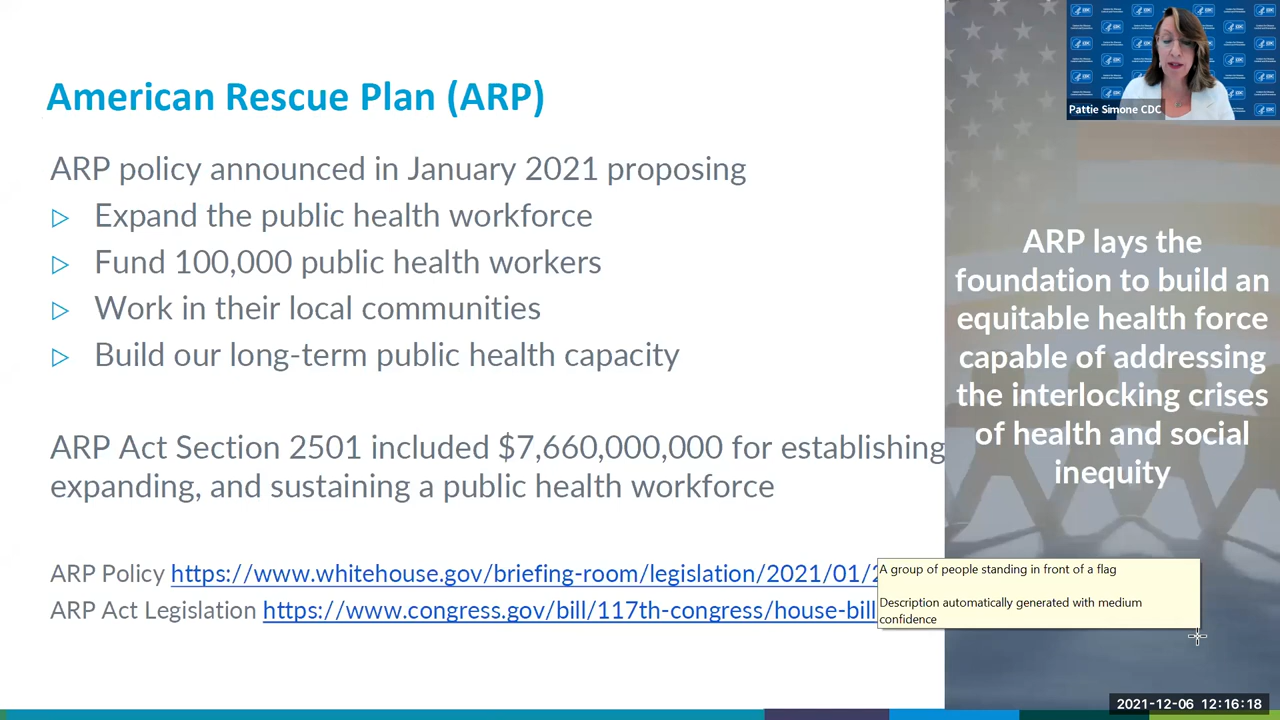 American Rescue Plan (ARP)
ARP policy announced in January 2021 proposing
Expand the public health workforce
Fund 100,000 public health workers
Work in their local communities
Build our long-term public health capacity
ARP Act Section 2501 included $7,660,000,000 for establishing
expanding, and sustaining a public health workforce
ARP Policy https://www.whitehouse.gov/briefing-room/legislation/2021/01/2
ARP Act Legislation https://www.congress.gov/bill/117th-congress/house-bill
CDC
Pattie Simone CDC
ARP lays the
foundation to build an
equitable health force
capable of addressing
the interlocking crises
of health and social
inequity
A group of people standing in front of a flag
Description automatically generated with medium
confidence
2021-12-06 12:16:18